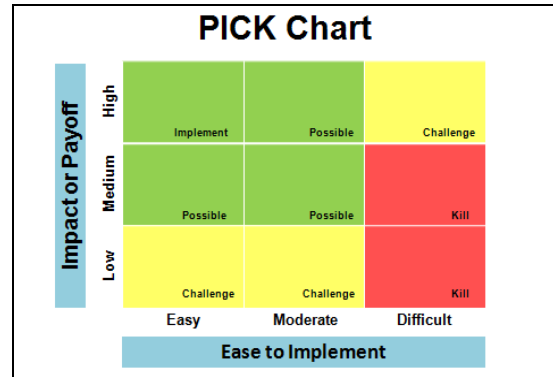 PICK Chart
Impact or Payoff
High
Implement
Possible
Challenge
Medium
Possible
Possible
Kill
Low
Challenge
Challenge
Kill
Easy
Moderate
Difficult
Ease to Implement